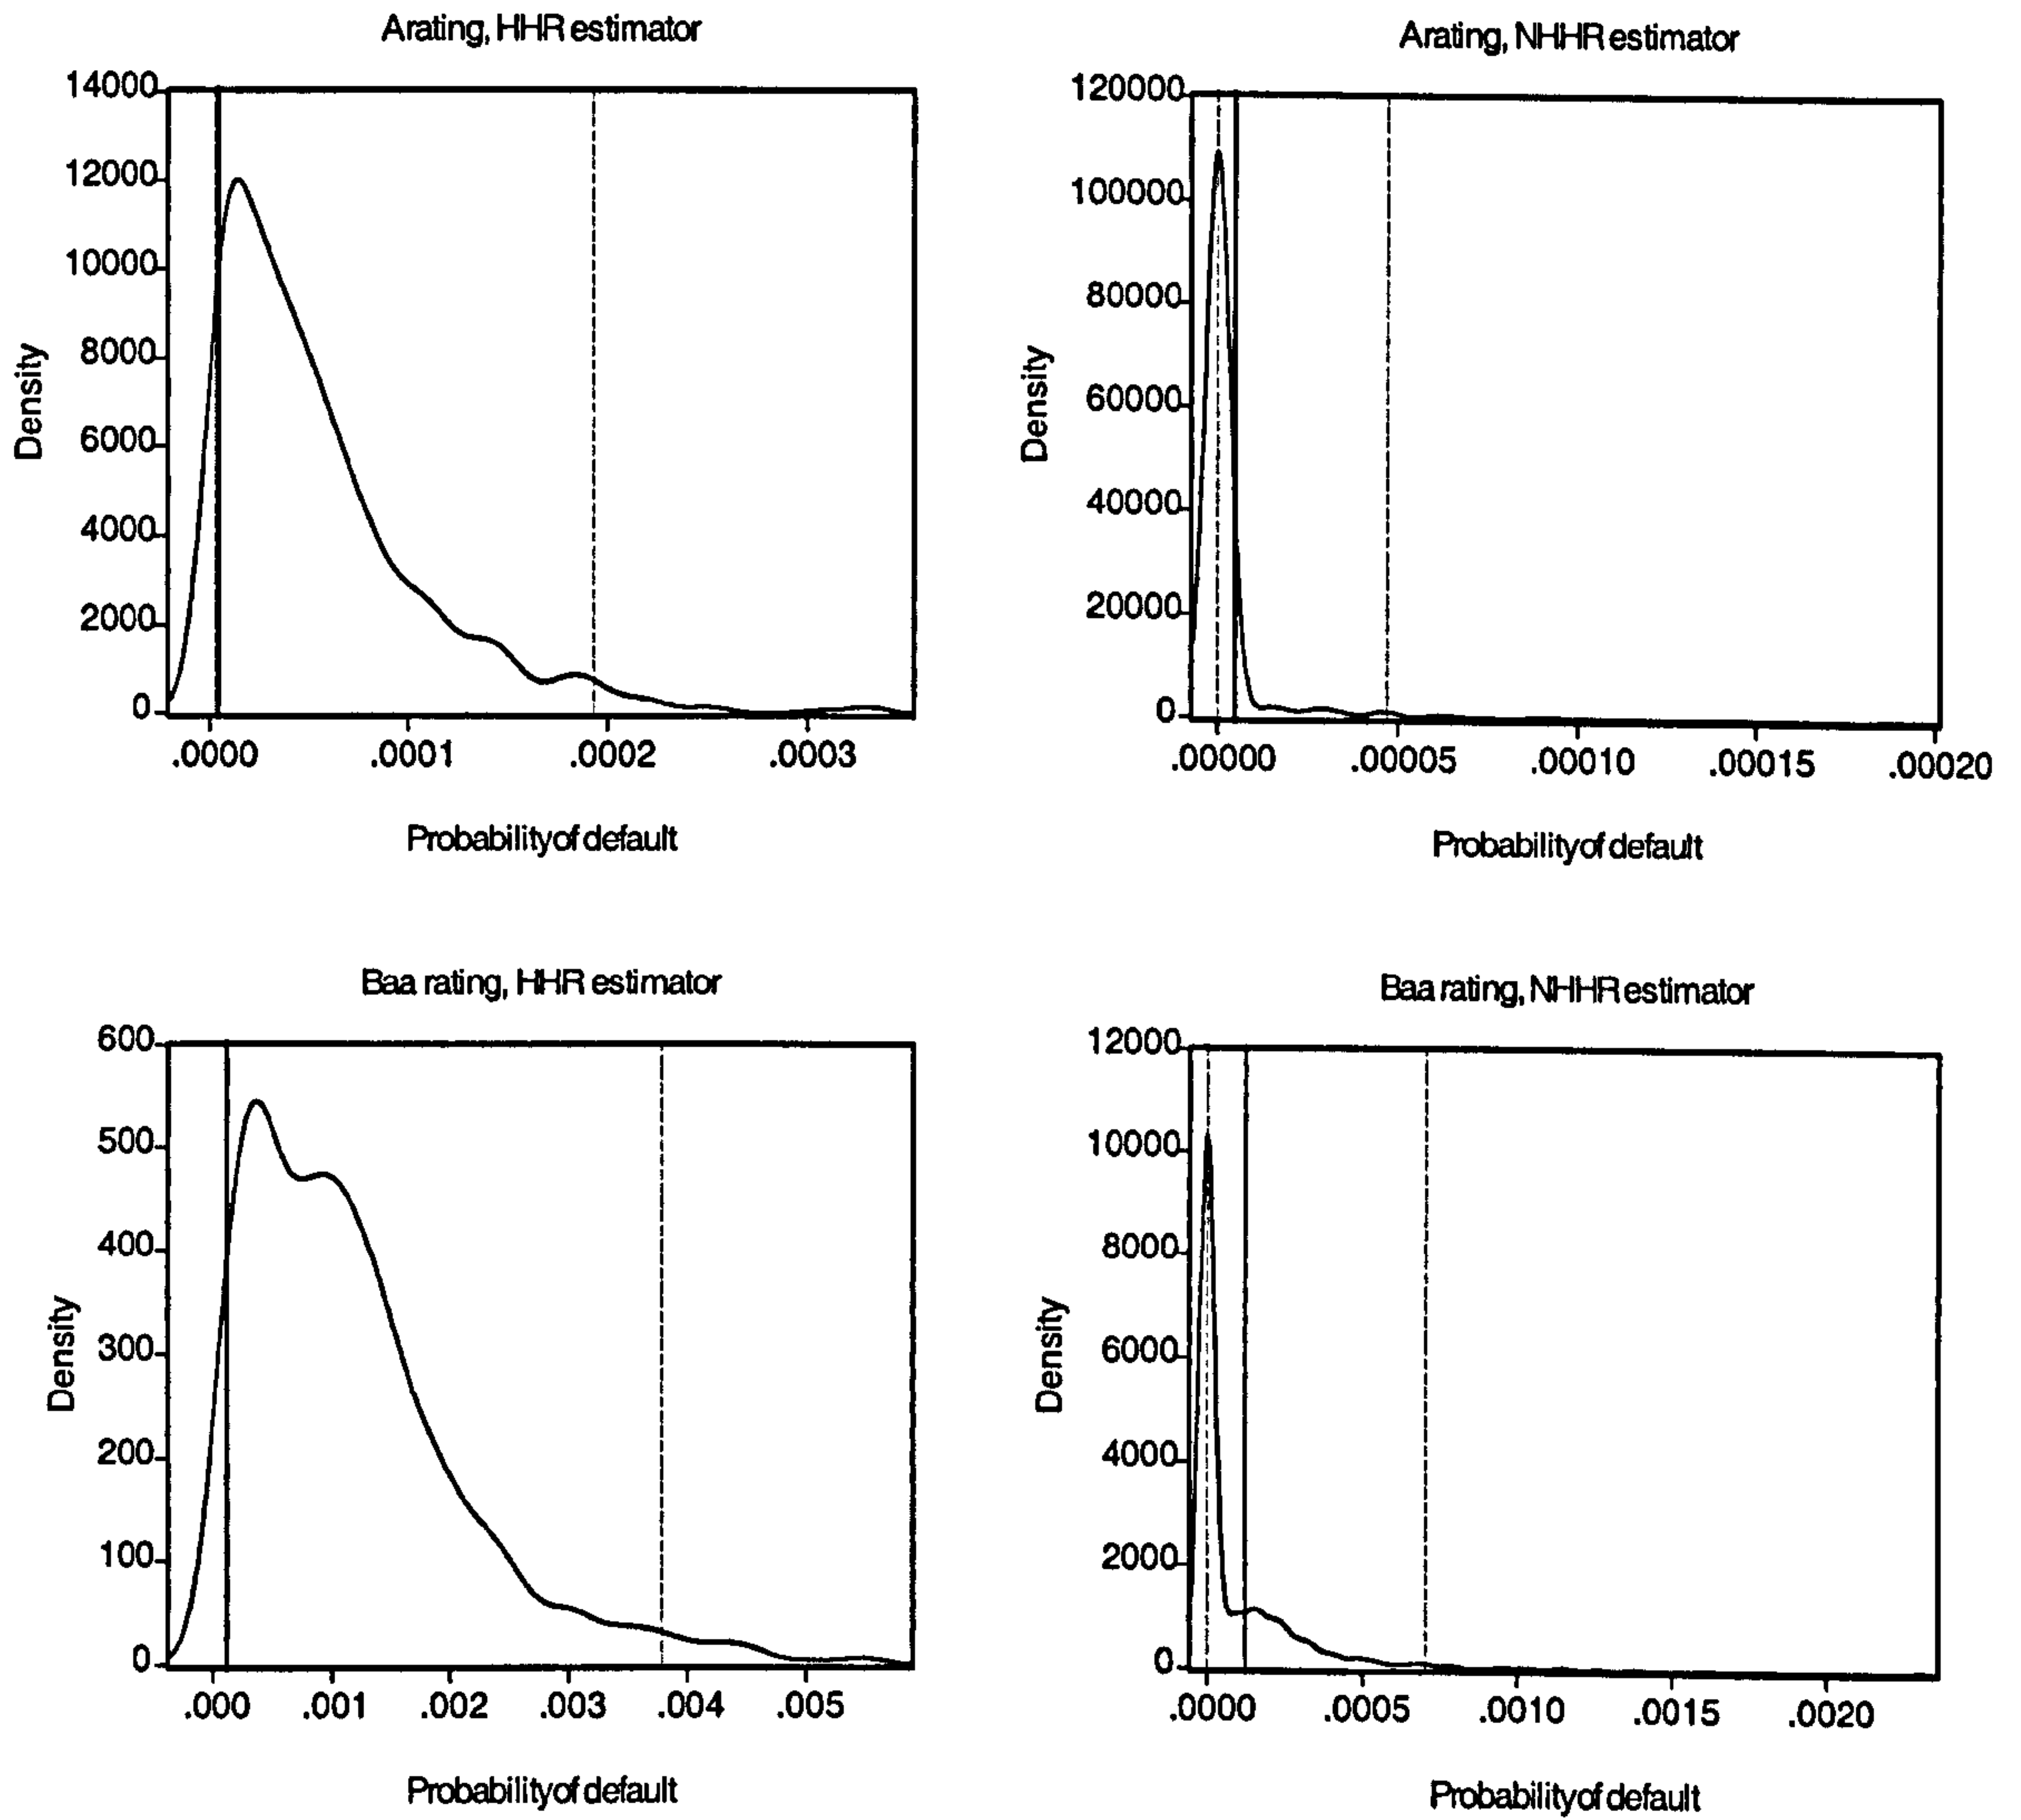 Arating, HHR estimator
14000
12000
10000
8000
6000
4000
2000
0
Density
.0000 .0001 .0002 .0003
Probabilityof default
Arating, NHHR estimator
120000
100000
80000
60000
40000
20000
0
Density
.00000 .00005 .00010 .00015 .00020
Probabilityof default
Baa rating, HHR estimator
600
500
400
300
200
100
0
Density
.000 .001 .002 .003 .004 .005
Probabilityof default
Baa rating, NHHR estimator
12000
10000
8000
6000
4000
2000
0
Density
.0000 .0005 .0010 .0015 .0020
Probabilityof default